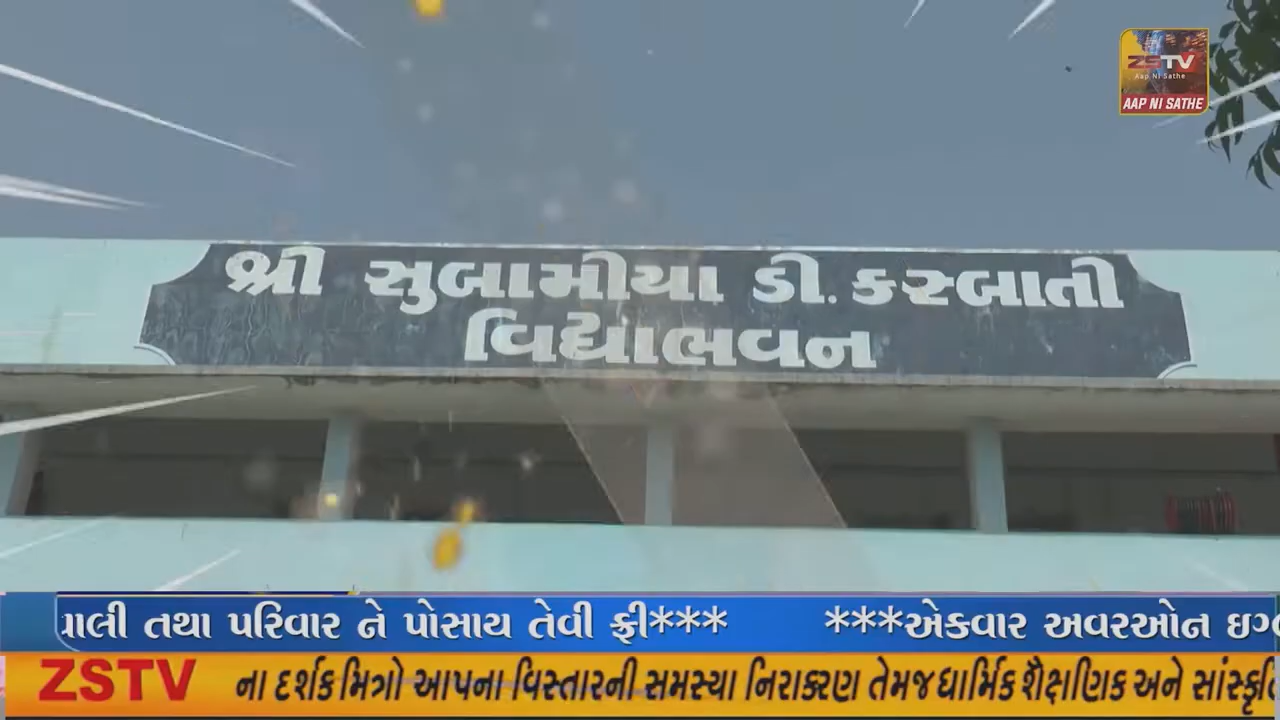 ZSTV
Aap Ni Sathe
AAP NI SATHE
શ્રી સુબામીયા ડી. કરબાતી
વિદ્યાભવન
તથા પરિવાર ને પોસાય તેવી ફી*** ***એકવાર અવરઓન
ZSTV ના દર્શક મિત્રો આપના વિસ્તારની સમસ્યા નિરાકરણ તેમજ ધાર્મિક શૈક્ષણિક અને